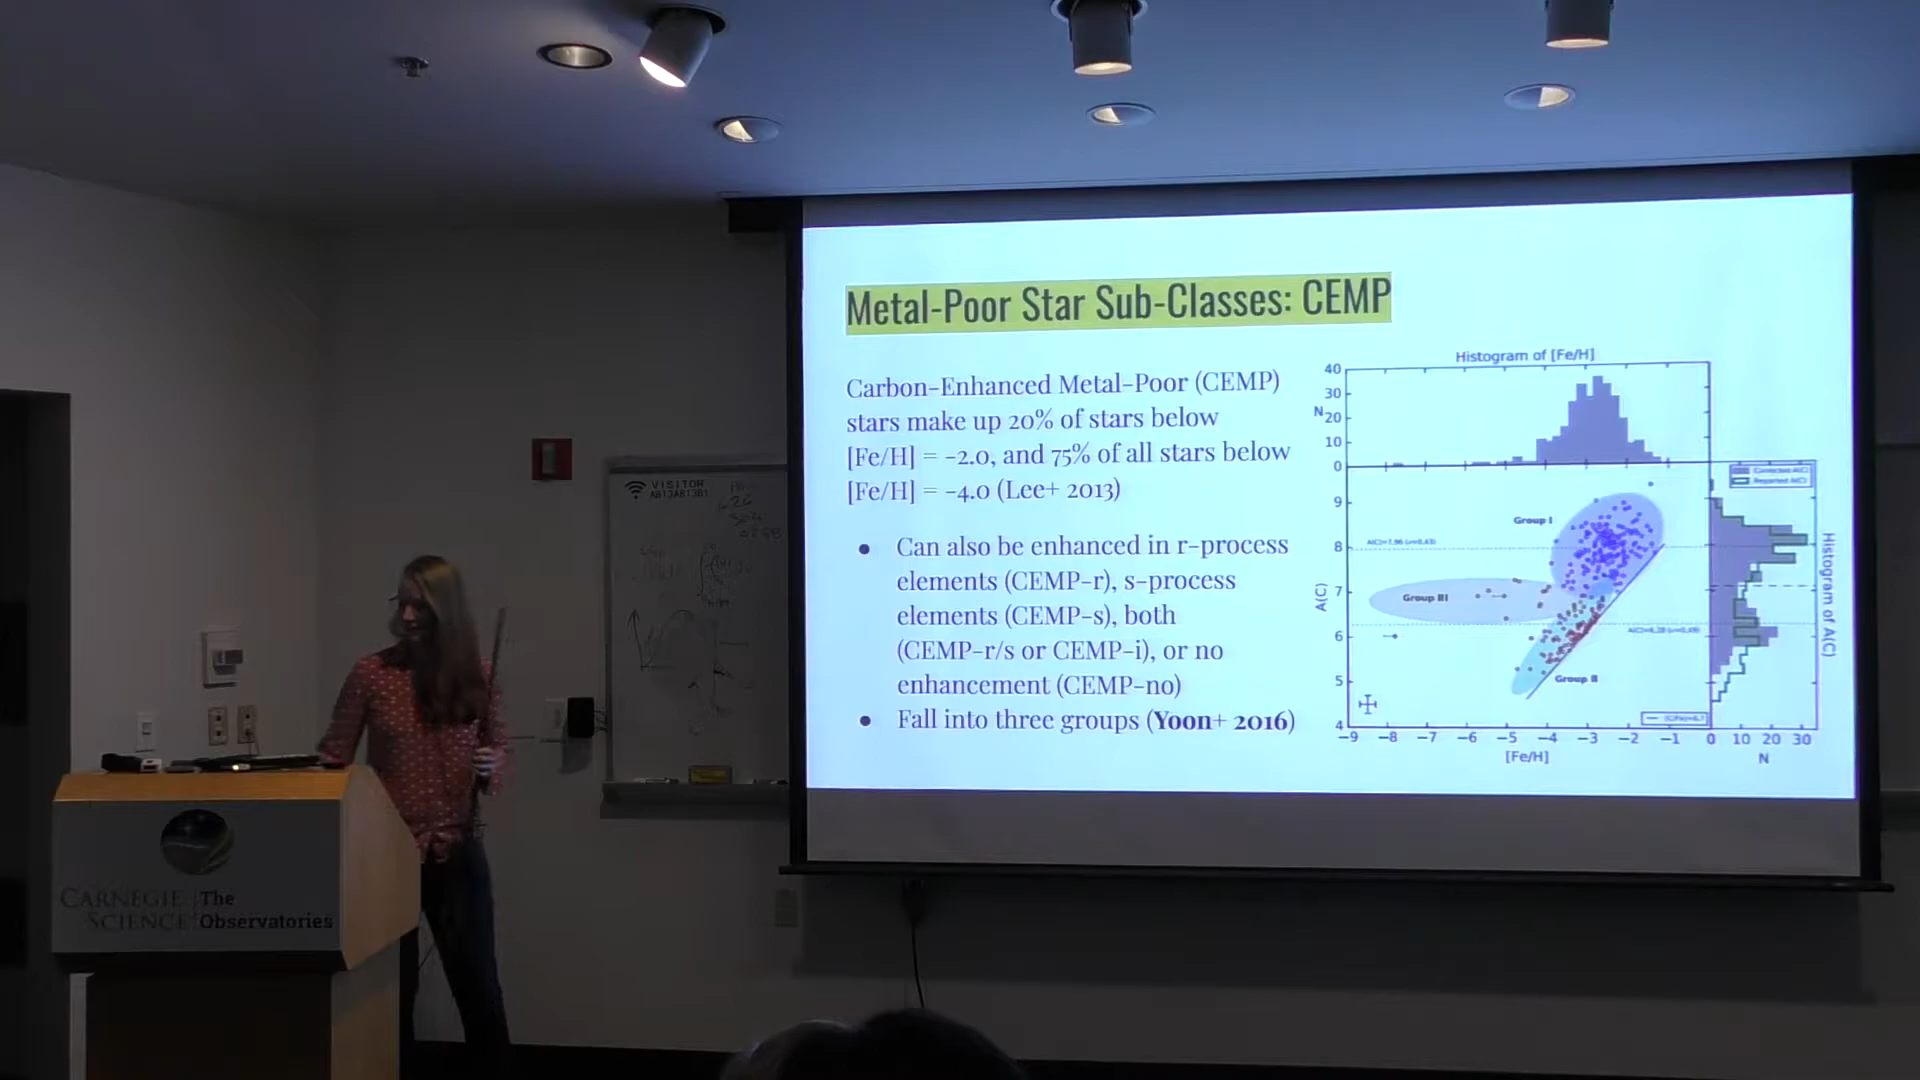 Metal-Poor Star Sub-Classes: CEMP
Carbon-Enhanced Metal-Poor (CEMP)
stars make up 20% of stars below
[Fe/H] = -2.0, and 75% of all stars below
[Fe/H] = -4.0 (Lee+ 2013)
● Can also be enhanced in r-process
elements (CEMP-r), s-process
elements (CEMP-s), both
(CEMP-r/s or CEMP-i), or no
enhancement (CEMP-no)
● Fall into three groups (Yoon+ 2016)
Histogram of [Fe/H]
40
30
N 20
10
0
Corrected A(C)
Reported A(C)
9
8
7
6
5
4
A(C)
Group I
Group III
Group II
Histogram of A(C)
−9 −8 −7 −6 −5 −4 −3 −2 −1 0 10 20 30
[Fe/H]
N
VISITOR
CARNEGIE The
SCIENCE Observatories